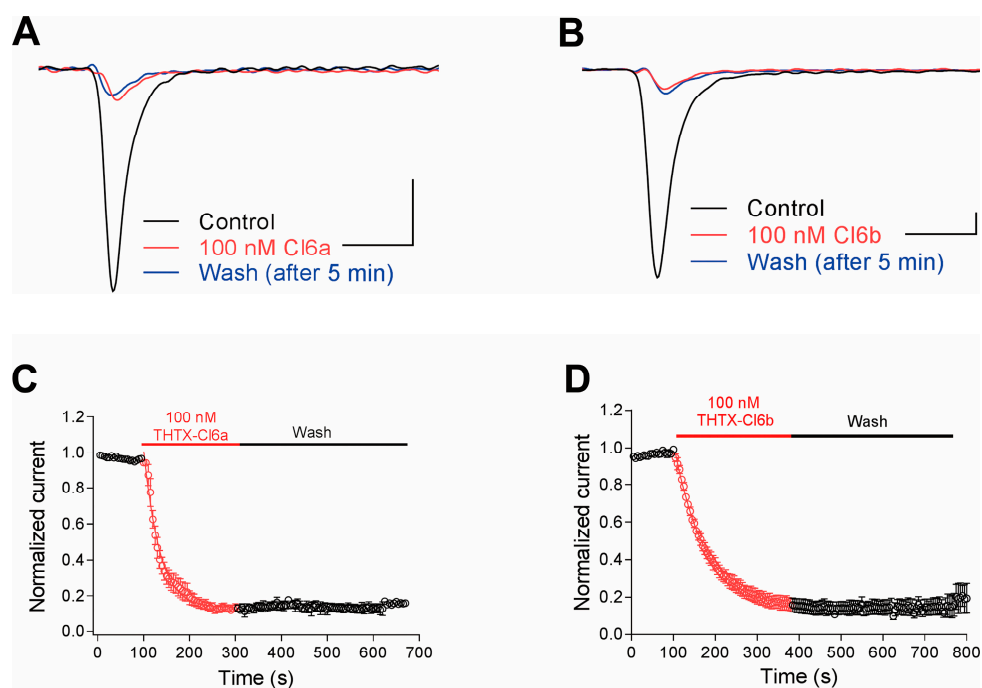 A
B
Control
100 nM Cl6a
Wash (after 5 min)
Control
100 nM Cl6b
Wash (after 5 min)
C
1.2
1.0
0.8
0.6
0.4
0.2
0.0
Normalized current
100 nM
THTX-Cl6a
Wash
0 100 200 300 400 500 600 700
Time (s)
D
1.2
1.0
0.8
0.6
0.4
0.2
0.0
Normalized current
100 nM
THTX-Cl6b
Wash
0 100 200 300 400 500 600 700 800
Time (s)